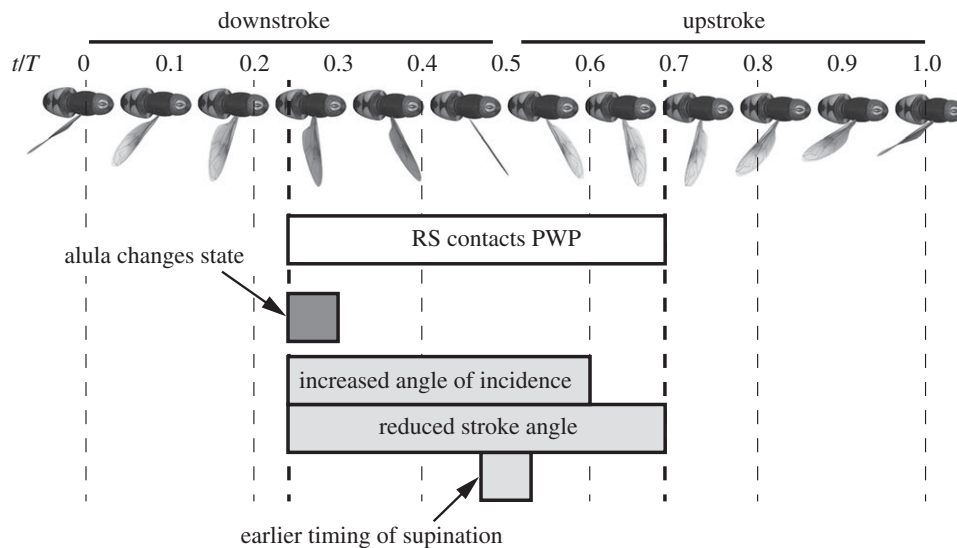 downstroke upstroke
t/T 0 0.1 0.2 0.3 0.4 0.5 0.6 0.7 0.8 0.9 1.0
RS contacts PWP
alula changes state
increased angle of incidence
reduced stroke angle
earlier timing of supination